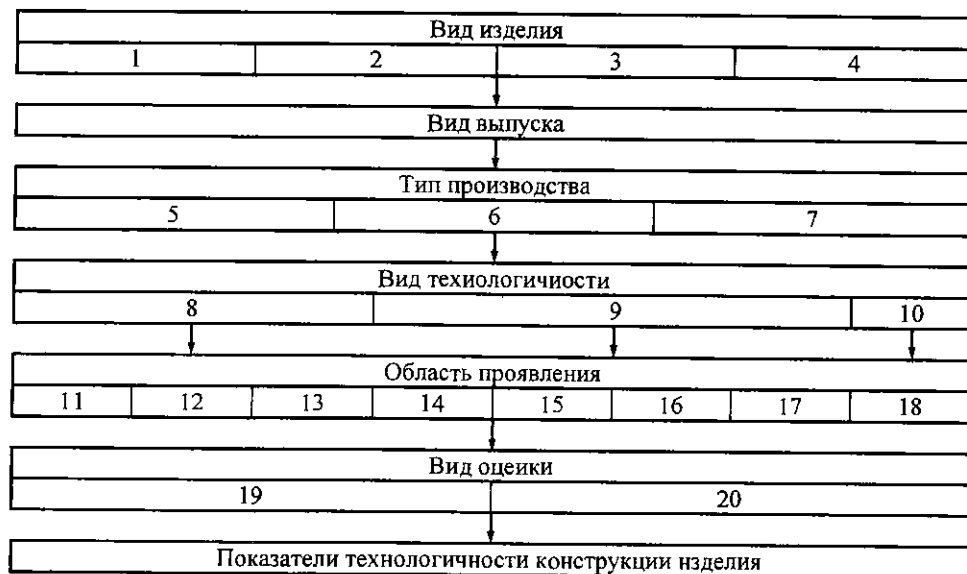 Вид изделия
1 2 3 4
Вид выпуска
Тип производства
5 6 7
Вид техиологичиости
8 9 10
Область проявления
11 12 13 14 15 16 17 18
Вид оцеики
19 20
Показатели технологичности конструкции нзделия